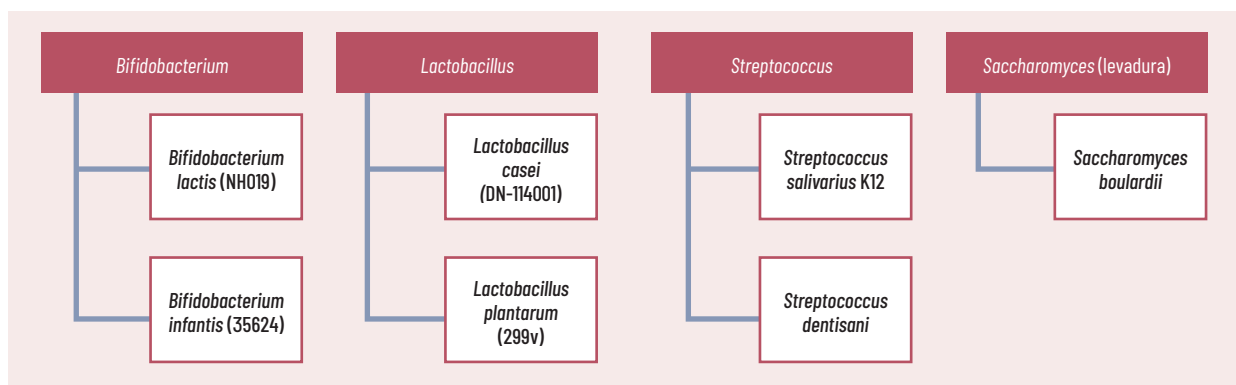 Bifidobacterium
Bifidobacterium
lactis (NH019)
Bifidobacterium
infantis (35624)
Lactobacillus
Lactobacillus
casei
(DN-114001)
Lactobacillus
plantarum
(299v)
Streptococcus
Streptococcus
salivarius K12
Streptococcus
dentisani
Saccharomyces (levadura)
Saccharomyces
boulardii